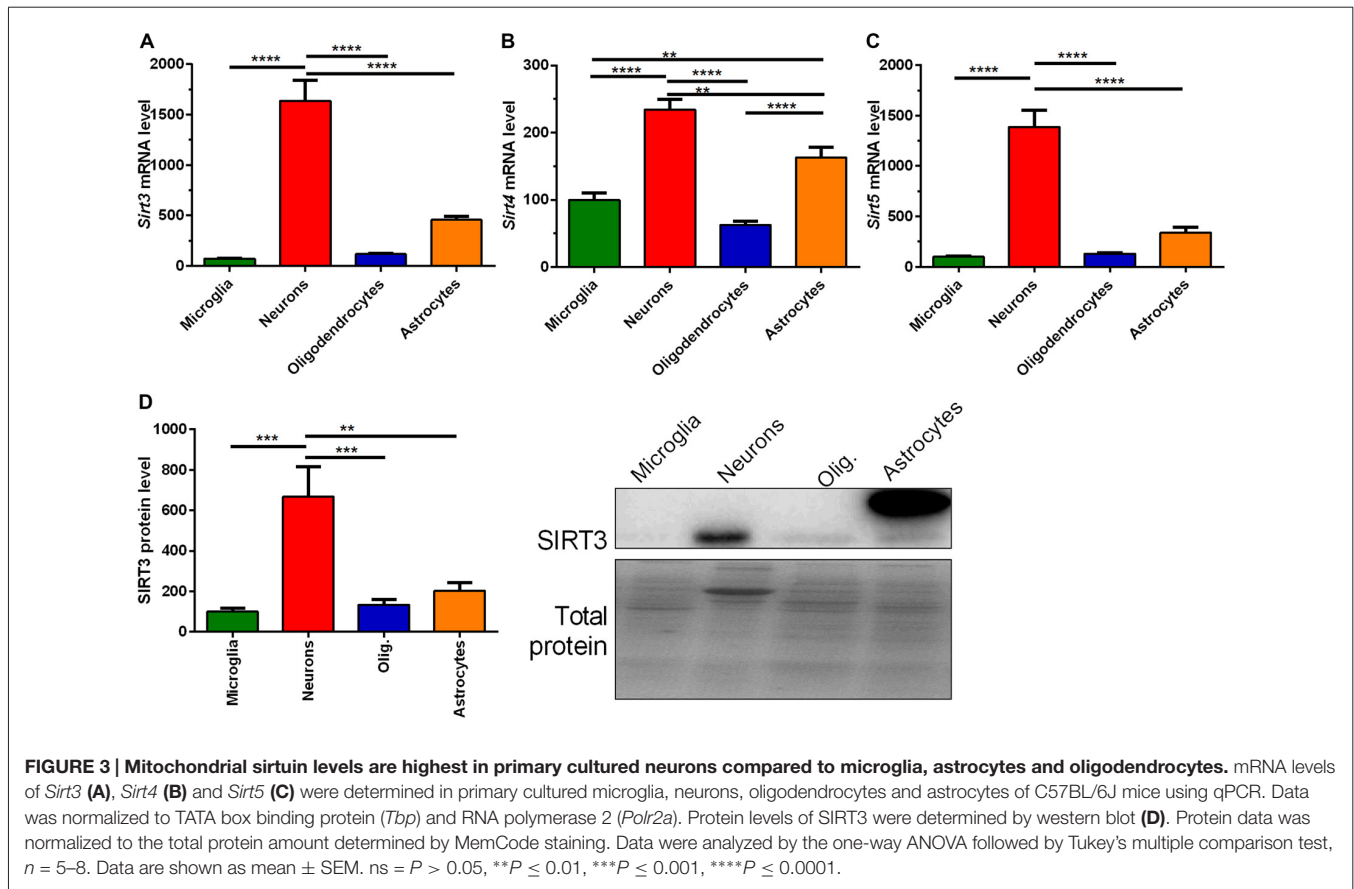 A
Sirt3 mRNA level
2000
1500
1000
500
0
**** **** ****
Microglia
Neurons
Oligodendrocytes
Astrocytes
B
Sirt4 mRNA level
300
200
100
0
** **** **** ** ****
Microglia
Neurons
Oligodendrocytes
Astrocytes
C
Sirt5 mRNA level
2000
1500
1000
500
0
**** **** ****
Microglia
Neurons
Oligodendrocytes
Astrocytes
D
SIRT3 protein level
1000
800
600
400
200
0
*** ** ***
Microglia
Neurons
Olig.
Astrocytes
Microglia
Neurons
Olig.
Astrocytes
SIRT3
Total
protein
FIGURE 3 | Mitochondrial sirtuin levels are highest in primary cultured neurons compared to microglia, astrocytes and oligodendrocytes. mRNA levels
of Sirt3 (A), Sirt4 (B) and Sirt5 (C) were determined in primary cultured microglia, neurons, oligodendrocytes and astrocytes of C57BL/6J mice using qPCR. Data
was normalized to TATA box binding protein (Tbp) and RNA polymerase 2 (Polr2a). Protein levels of SIRT3 were determined by western blot (D). Protein data was
normalized to the total protein amount determined by MemCode staining. Data were analyzed by the one-way ANOVA followed by Tukey's multiple comparison test,
n = 5–8. Data are shown as mean ± SEM. ns = P > 0.05, **P ≤ 0.01, ***P ≤ 0.001, ****P ≤ 0.0001.